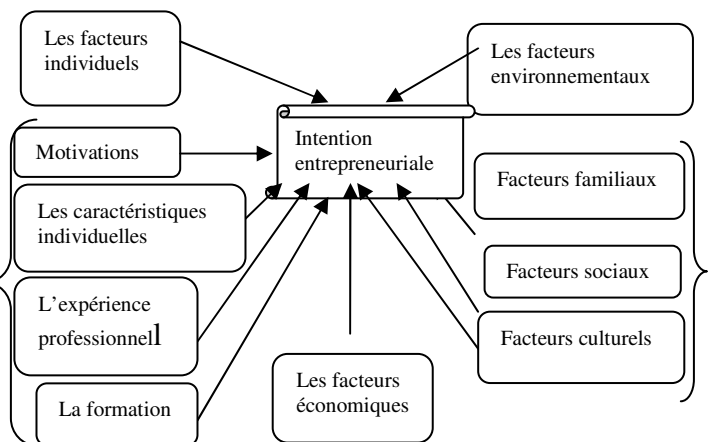 Les facteurs
individuels
Les facteurs
environnementaux
Intention
entrepreneuriale
Motivations
Les caractéristiques
individuelles
L’expérience
professionnell
La formation
Facteurs familiaux
Facteurs sociaux
Facteurs culturels
Les facteurs
économiques